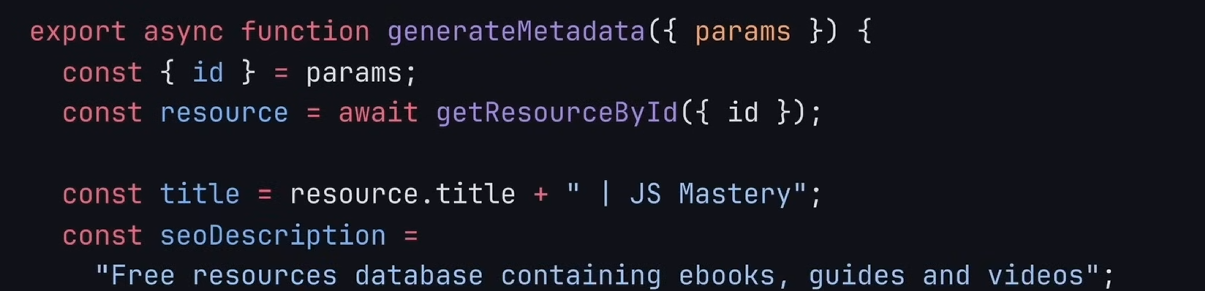 export async function generateMetadata({ params }) {
  const { id } = params;
  const resource = await getResourceById({ id });

  const title = resource.title + " | JS Mastery";
  const seoDescription =
    "Free resources database containing ebooks, guides and videos";